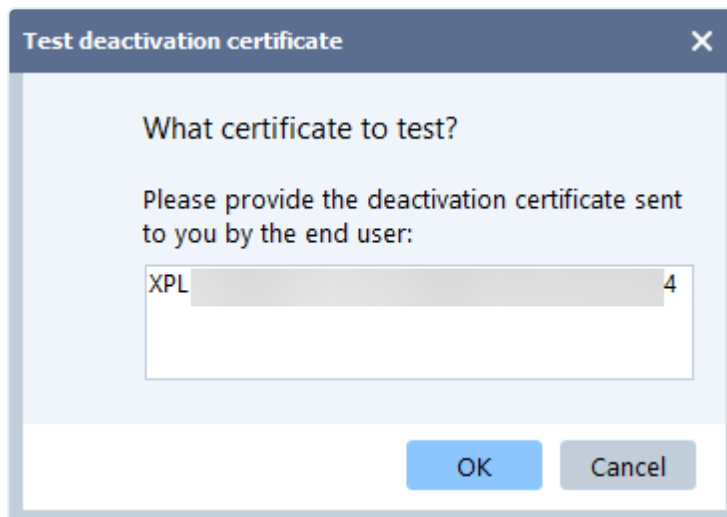 Test deactivation certificate
What certificate to test?
Please provide the deactivation certificate sent
to you by the end user:
XPL 4
OK Cancel